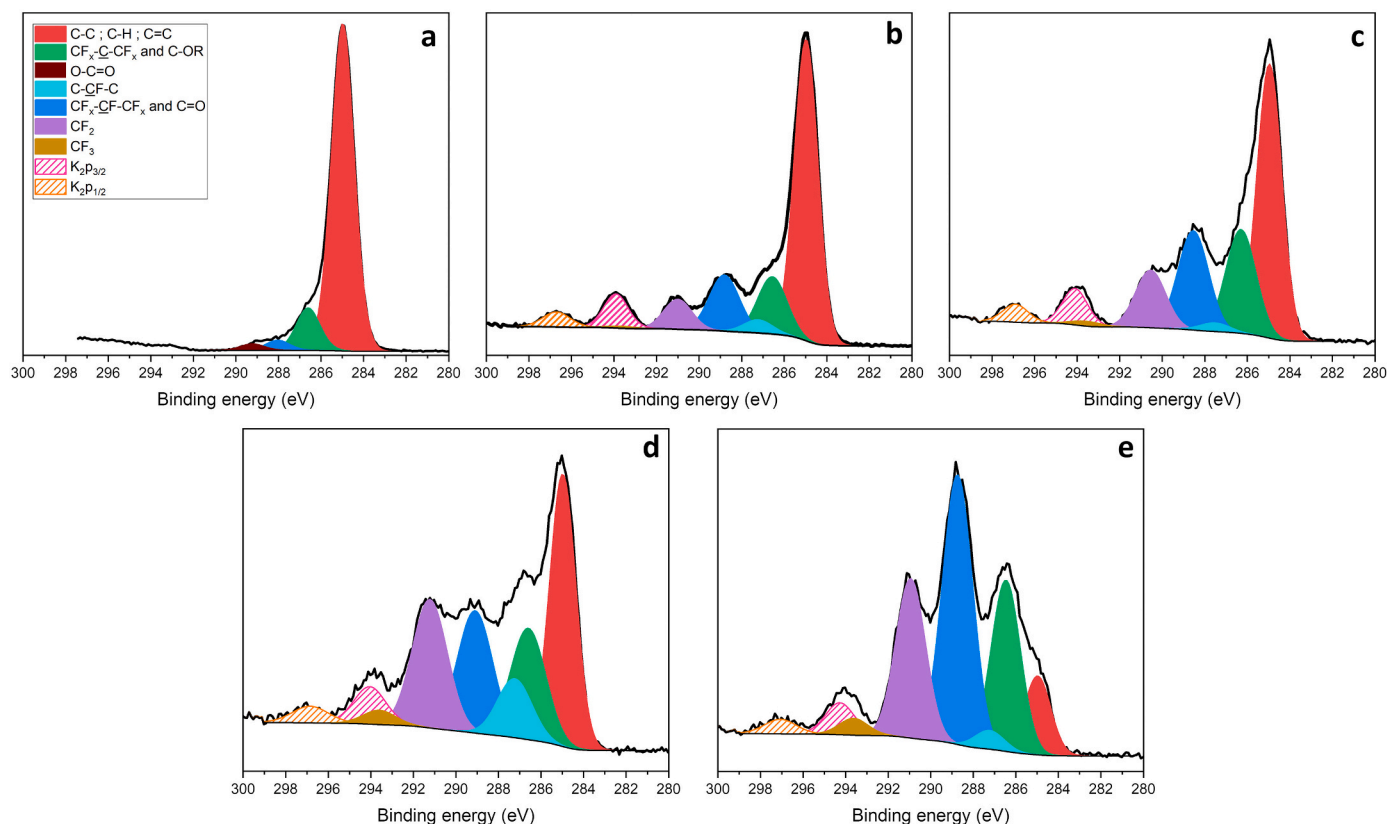 a
C-C ; C-H ; C=C
CFx-C-CFx and C-OR
O-C=O
C-CF-C
CFx-CF-CFx and C=O
CF2
CF3
K2p3/2
K2p1/2
300 298 296 294 292 290 288 286 284 282 280
Binding energy (eV)
b
300 298 296 294 292 290 288 286 284 282 280
Binding energy (eV)
c
300 298 296 294 292 290 288 286 284 282 280
Binding energy (eV)
d
300 298 296 294 292 290 288 286 284 282 280
Binding energy (eV)
e
300 298 296 294 292 290 288 286 284 282 280
Binding energy (eV)